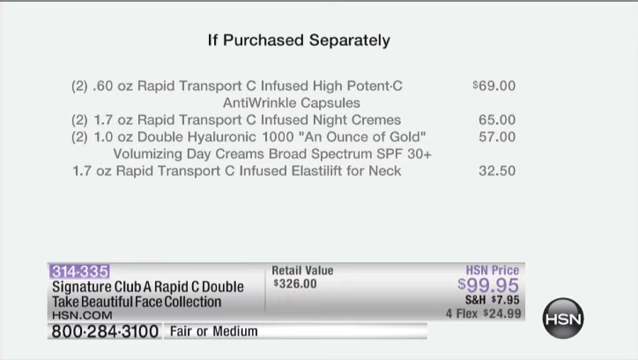 If Purchased Separately
(2) .60 oz Rapid Transport C Infused High Potent-C $69.00
AntiWrinkle Capsules
(2) 1.7 oz Rapid Transport C Infused Night Cremes 65.00
(2) 1.0 oz Double Hyaluronic 1000 "An Ounce of Gold" 57.00
Volumizing Day Creams Broad Spectrum SPF 30+
1.7 oz Rapid Transport C Infused Elastilift for Neck 32.50
314-335 Retail Value HSN Price
Signature Club A Rapid C Double $326.00 $99.95
Take Beautiful Face Collection S&H $7.95
HSN.COM 4 Flex $24.99
800-284-3100 Fair or Medium
HSN